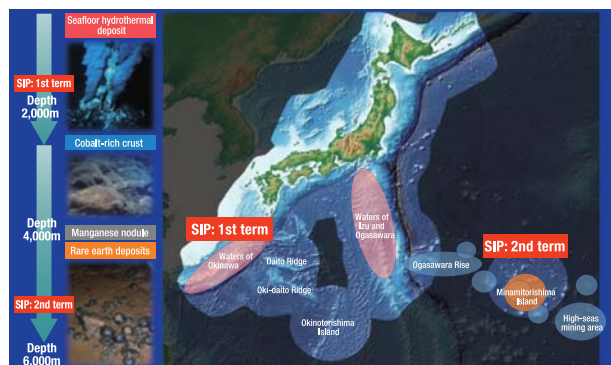 Seafloor hydrothermal
deposit
SIP: 1st term
Depth
2,000m
Cobalt-rich crust
Depth
4,000m
Manganese nodule
Rare earth deposits
SIP: 2nd term
Depth
6,000m
SIP: 1st term
Waters of
Okinawa
Daito Ridge
Oki-daito Ridge
Okinotorishima
Island
Waters of
Izu and
Ogasawara
Ogasawara Rise
SIP: 2nd term
Minamitorishima
Island
High-seas
mining area